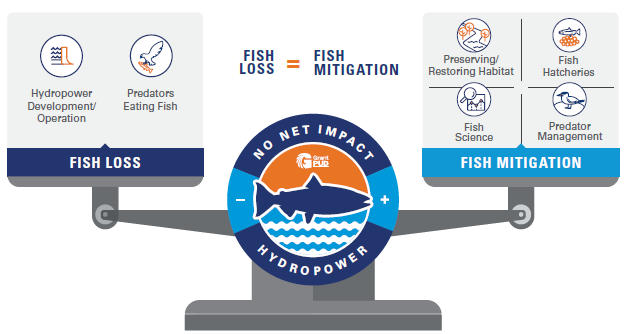 Hydropower
Development/
Operation
Predators
Eating Fish
FISH LOSS
FISH
LOSS
=
FISH
MITIGATION
Preserving/
Restoring Habitat
Fish
Hatcheries
Fish
Science
Predator
Management
FISH MITIGATION
NO NET IMPACT
Grant
PUD
-
+
HYDROPOWER